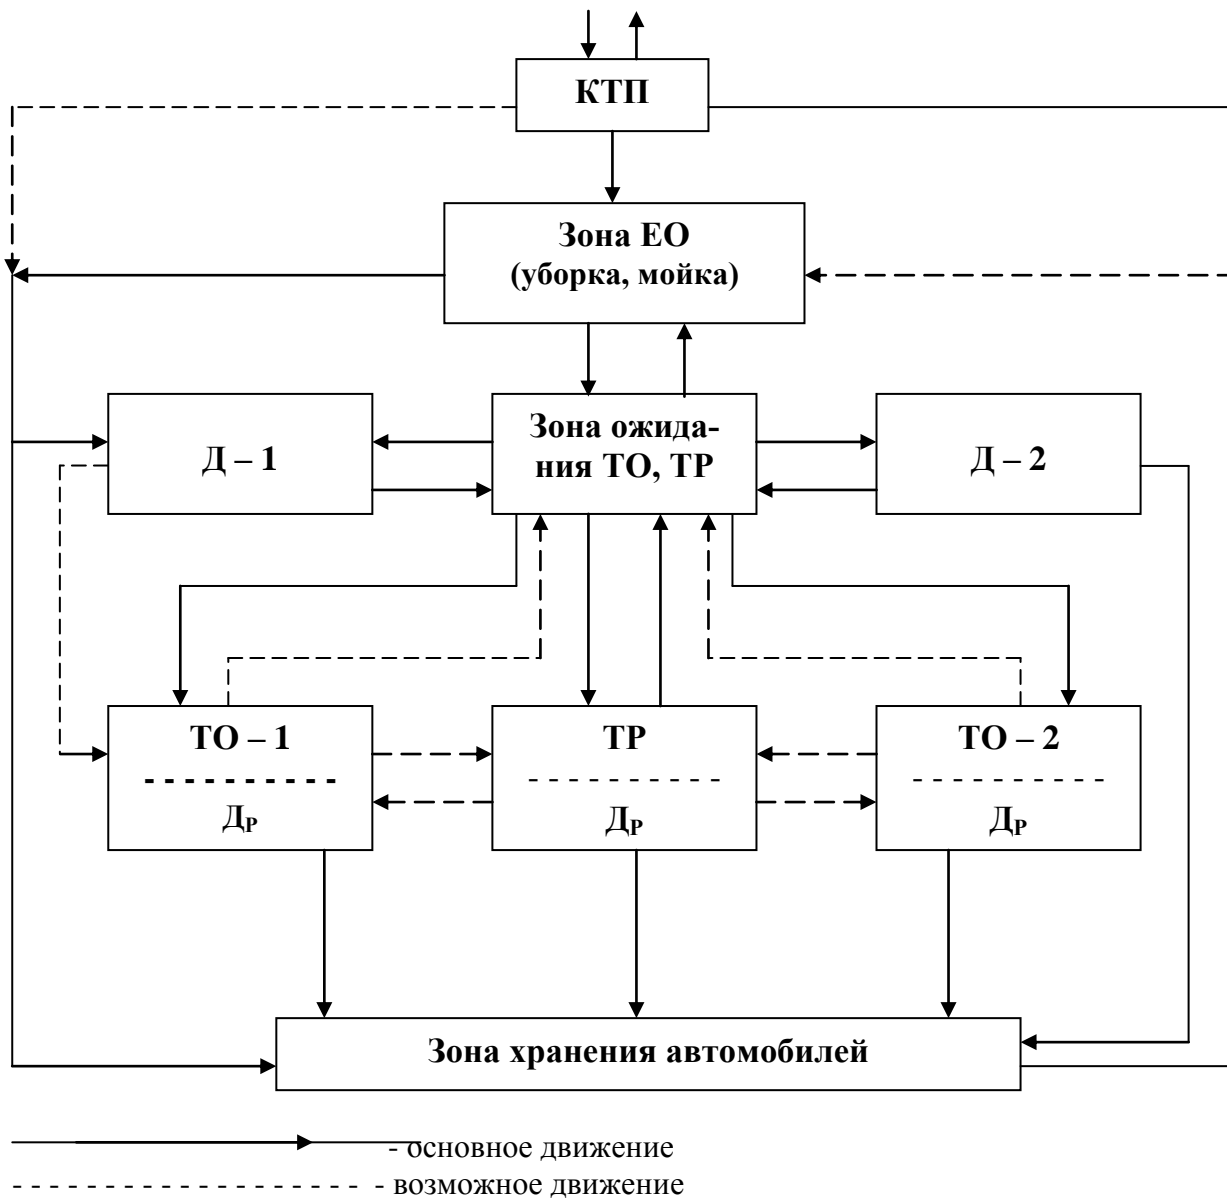 КТП
Зона ЕО
(уборка, мойка)
Д – 1
Зона ожида-
ния ТО, ТР
Д – 2
ТО – 1
ДР
ТР
ДР
ТО – 2
ДР
Зона хранения автомобилей
- основное движение
- возможное движение